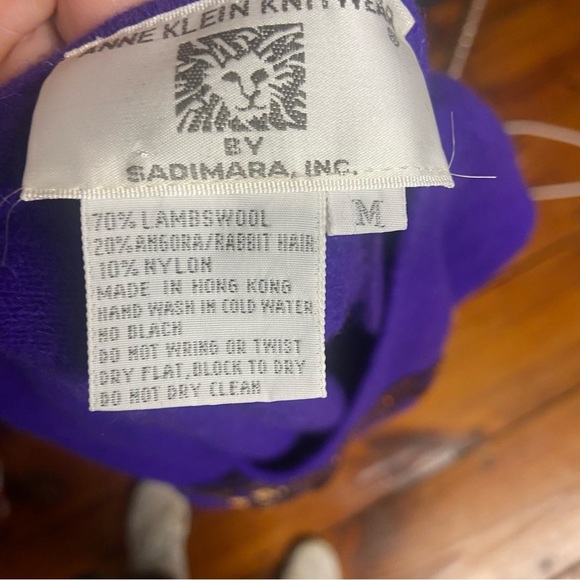 ANNE KLEIN KNITWEAR
®
BY
SADIMARA, INC.
M
70% LAMBSWOOL
20% ANGORA/RABBIT HAIR
10% NYLON
MADE IN HONG KONG
HAND WASH IN COLD WATER
NO BLACH
DO NOT WRING OR TWIST
DRY FLAT, BLOCK TO DRY
DO NOT DRY CLEAN